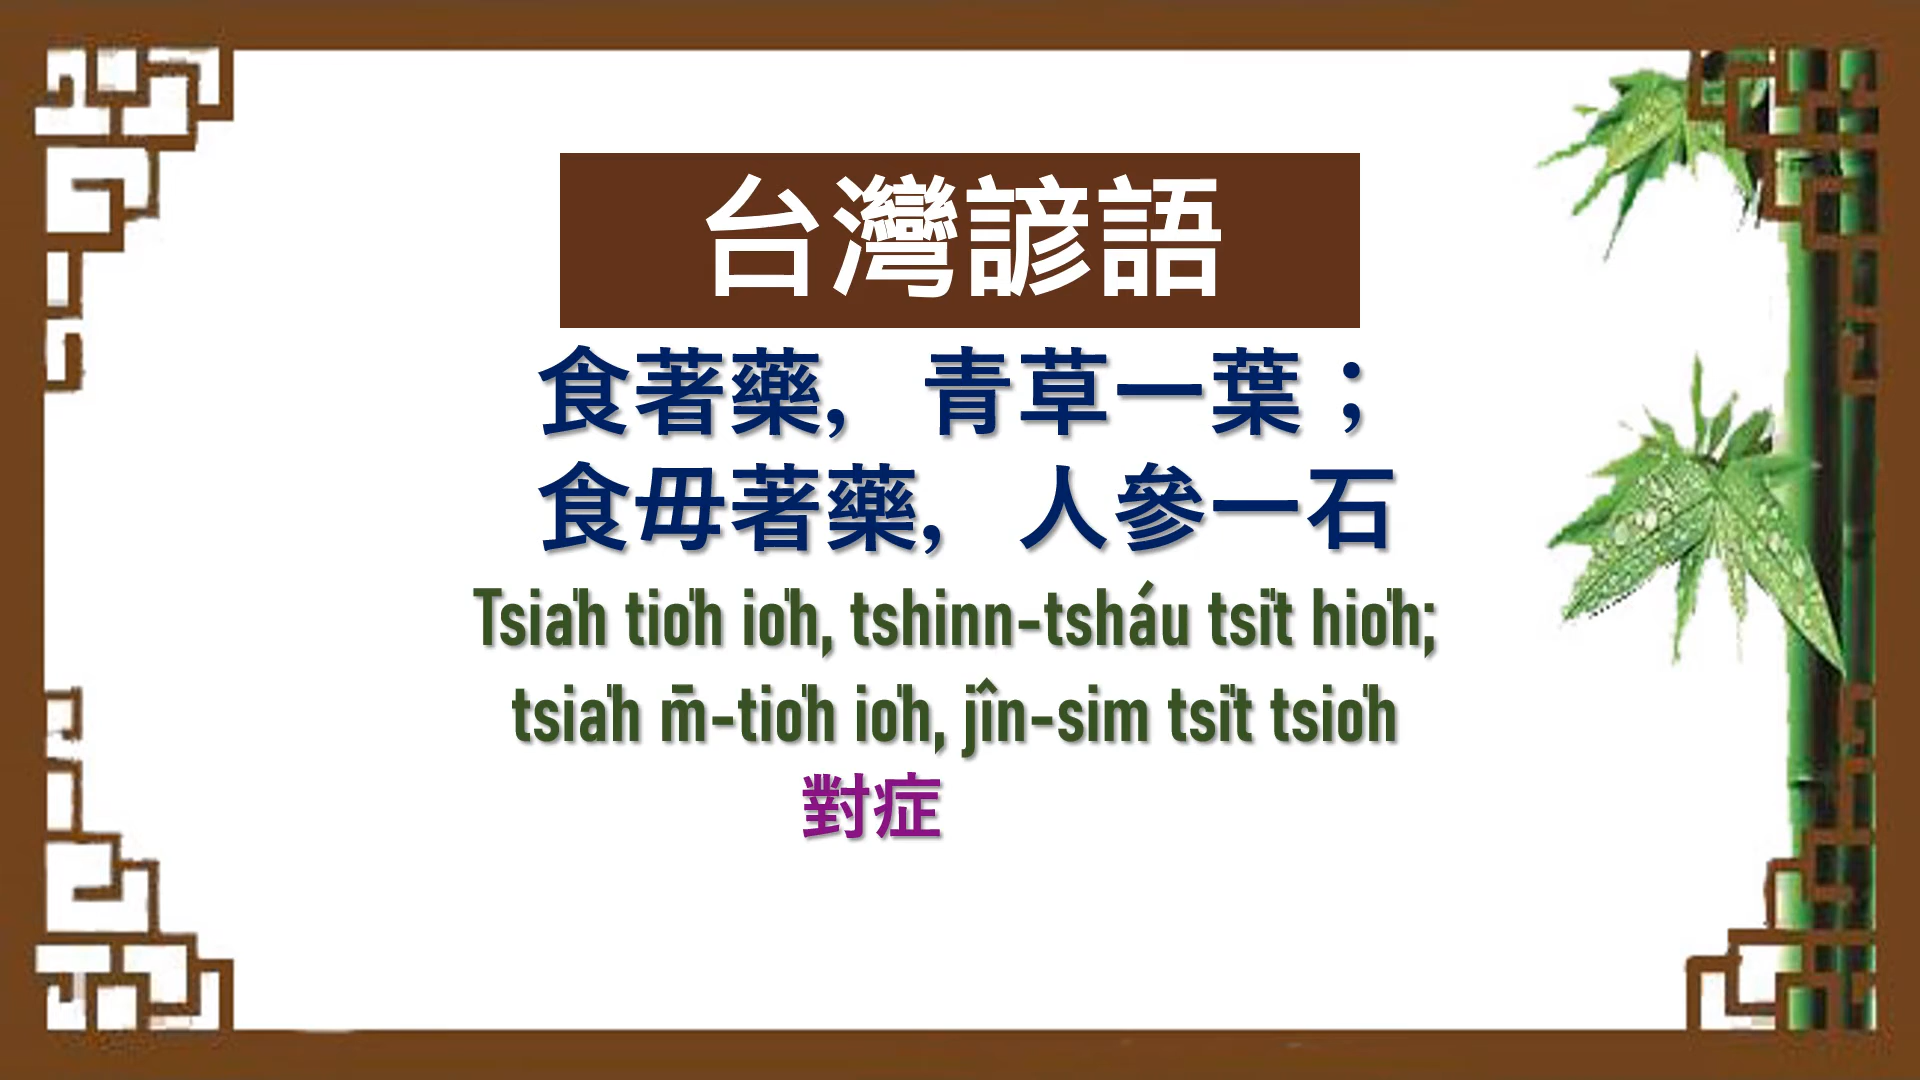 台灣諺語
食著藥，青草一葉；
食毋著藥，人參一石
Tsia̍h tio̍h io̍h, tshinn-tsháu tsi̍t hio̍h;
tsia̍h m̄-tio̍h io̍h, jîn-sim tsi̍t tsio̍h
對症